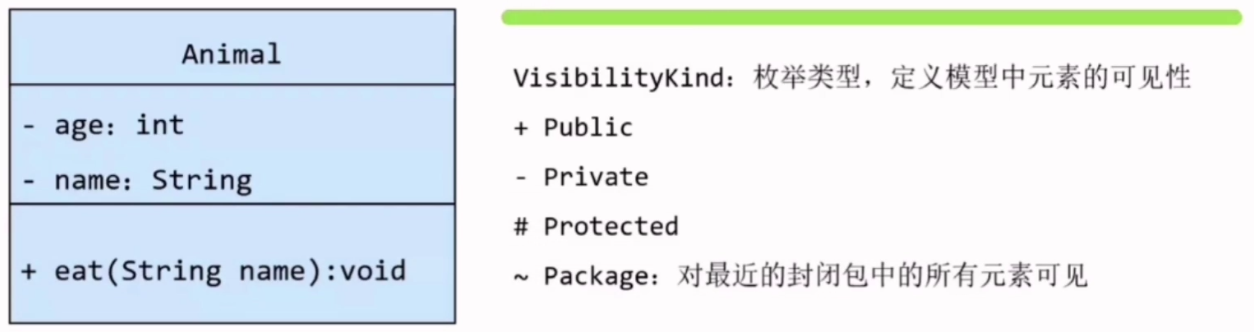 Animal
- age：int
- name：String
+ eat(String name):void
VisibilityKind：枚举类型，定义模型中元素的可见性
+ Public
- Private
# Protected
~ Package：对最近的封闭包中的所有元素可见